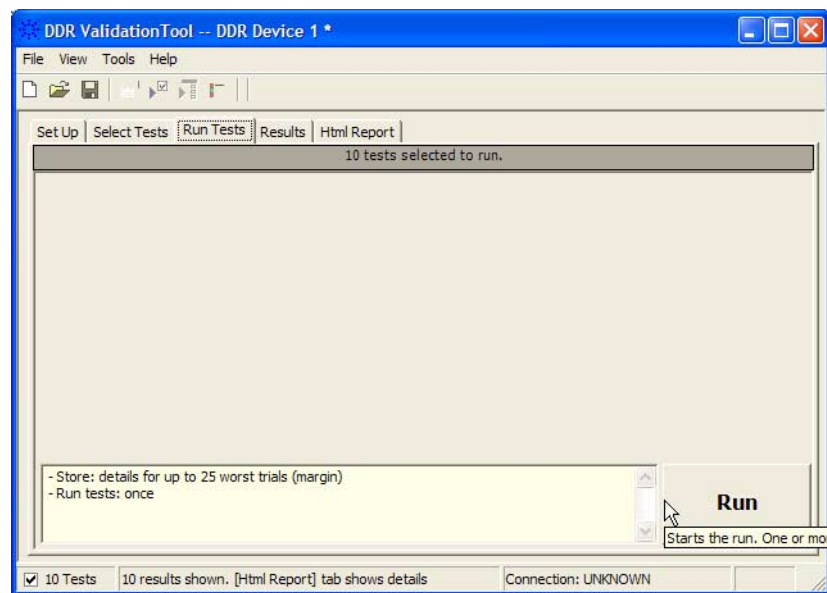 DDR ValidationTool -- DDR Device 1 *
File View Tools Help
Set Up Select Tests Run Tests Results Html Report
10 tests selected to run.
- Store: details for up to 25 worst trials (margin)
- Run tests: once
Run
Starts the run. One or mo
10 Tests 10 results shown. [Html Report] tab shows details Connection: UNKNOWN